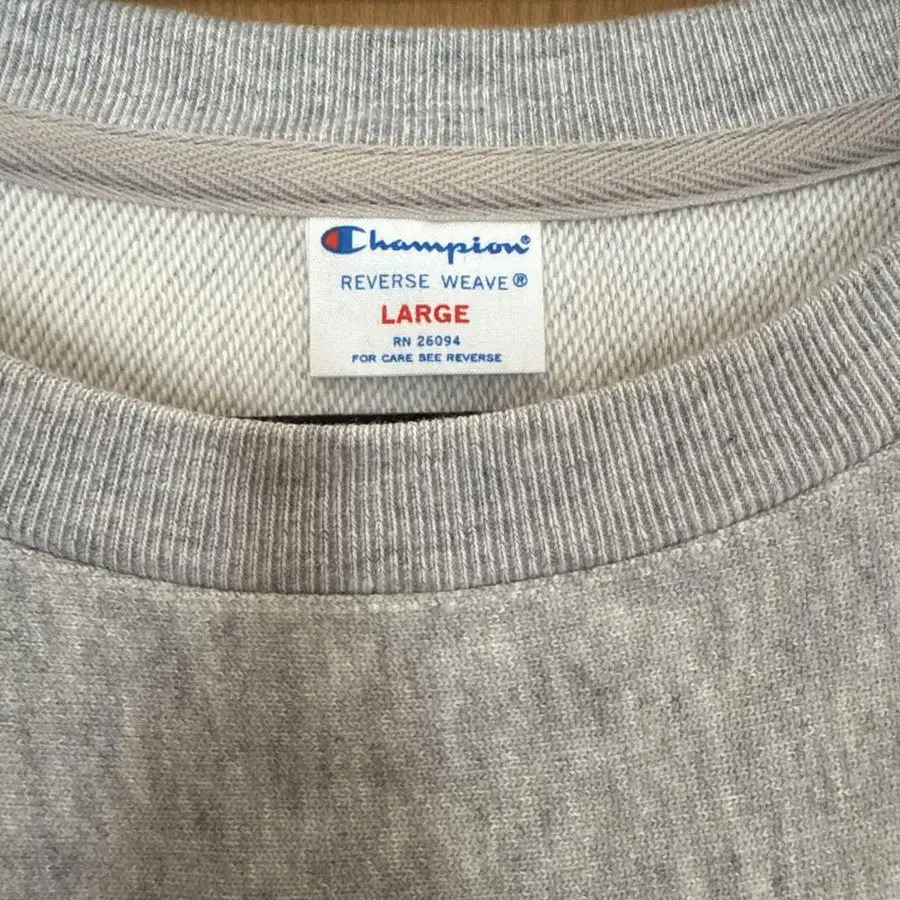 Champion®
REVERSE WEAVE®
LARGE
RN 26094
FOR CARE SEE REVERSE